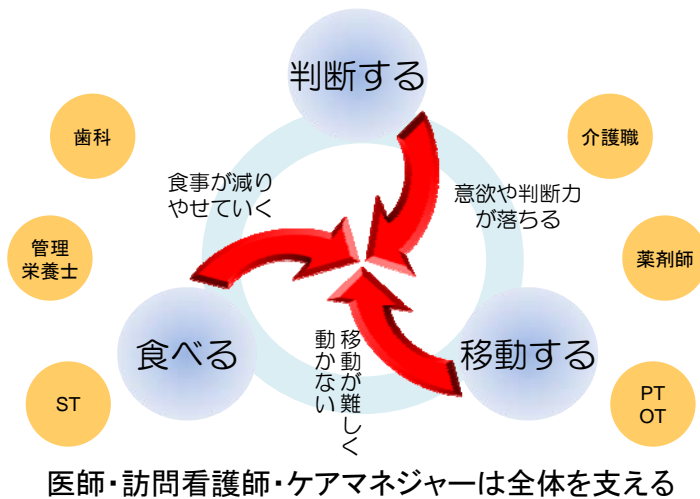 判断する
歯科
介護職
食事が減り
やせていく
意欲や判断力
が落ちる
管理
栄養士
薬剤師
食べる
移動が難しく
動かない
移動する
ST
PT
OT
医師・訪問看護師・ケアマネジャーは全体を支える